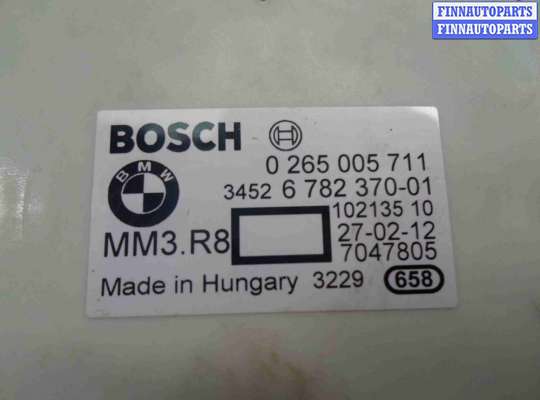 FINNAUTOPARTS
FINNAUTOPARTS
BOSCH
0 265 005 711
BMW
3452 6 782 370-01
102135 10
MM3.R8
27-02-12
7047805
Made in Hungary 3229 658